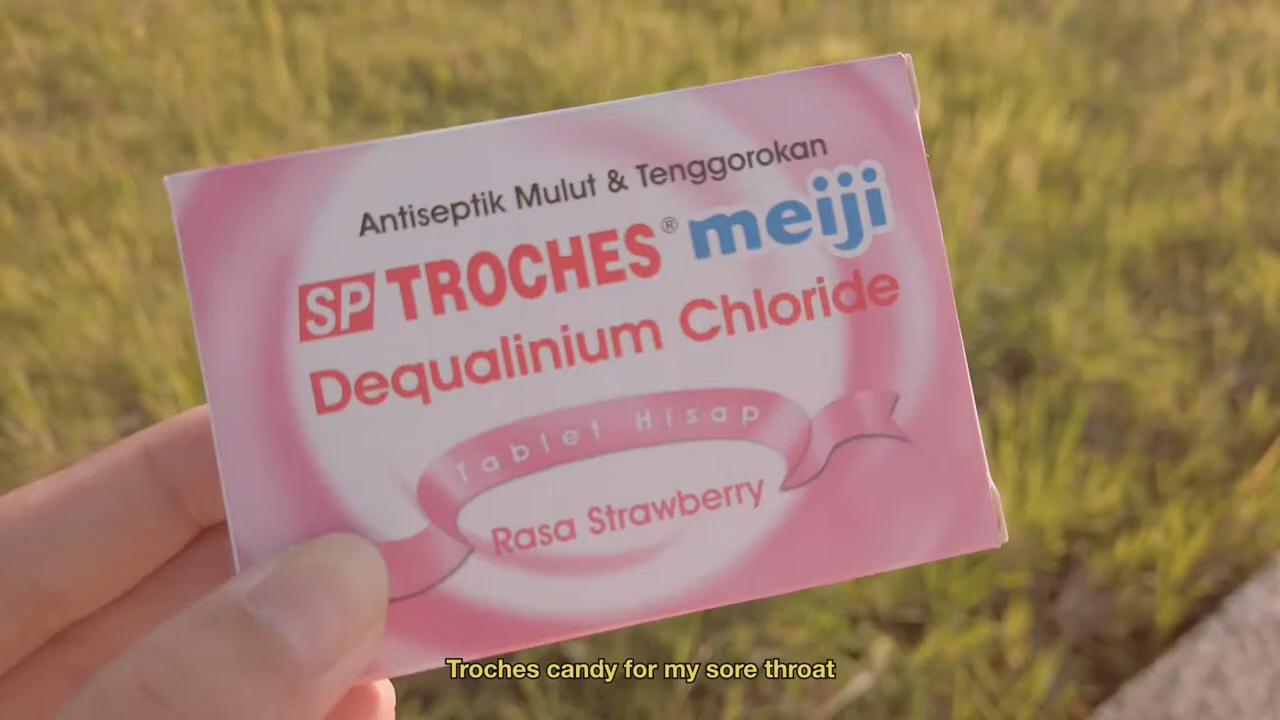 Antiseptik Mulut & Tenggorokan
SP TROCHES® meiji
Dequalinium Chloride
Tablet Hisap
Rasa Strawberry
Troches candy for my sore throat